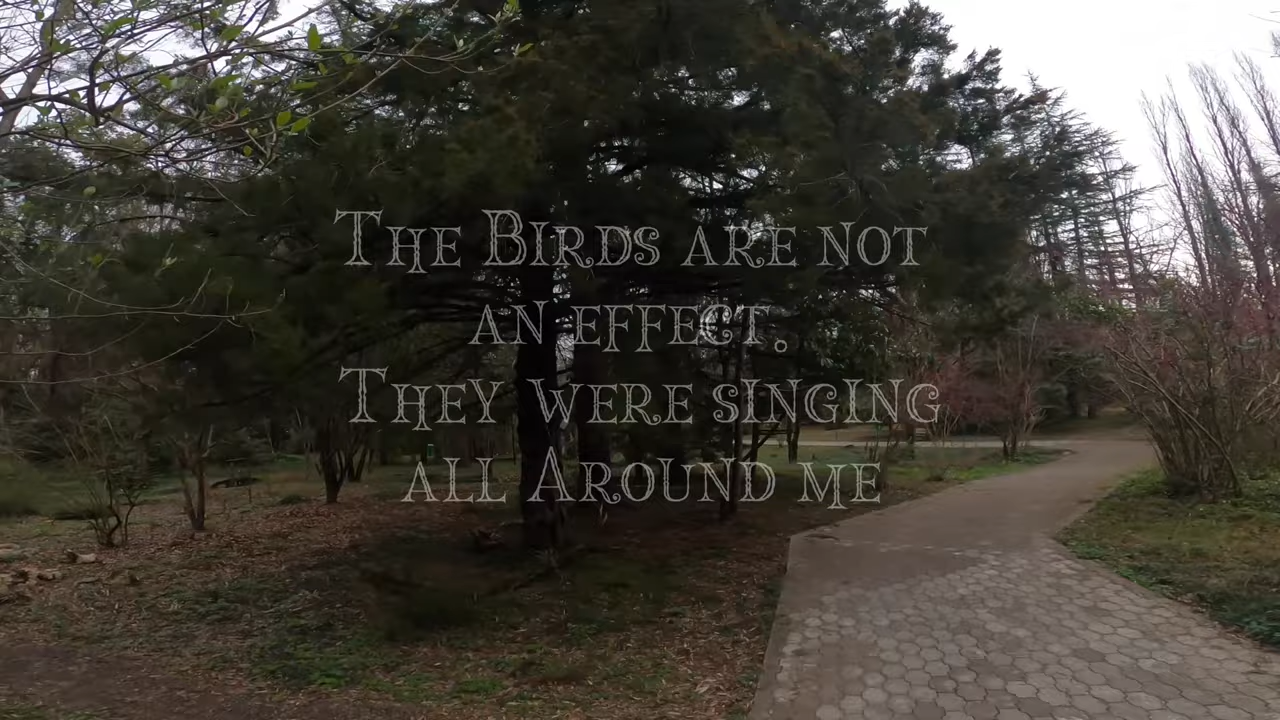 The Birds are not
an effect.
They were singing
all Around me